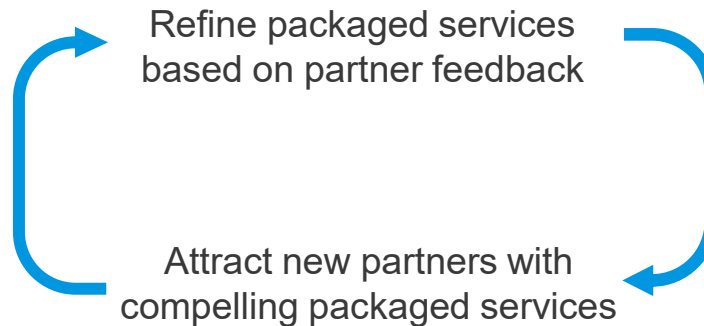 Refine packaged services
based on partner feedback
Attract new partners with
compelling packaged services